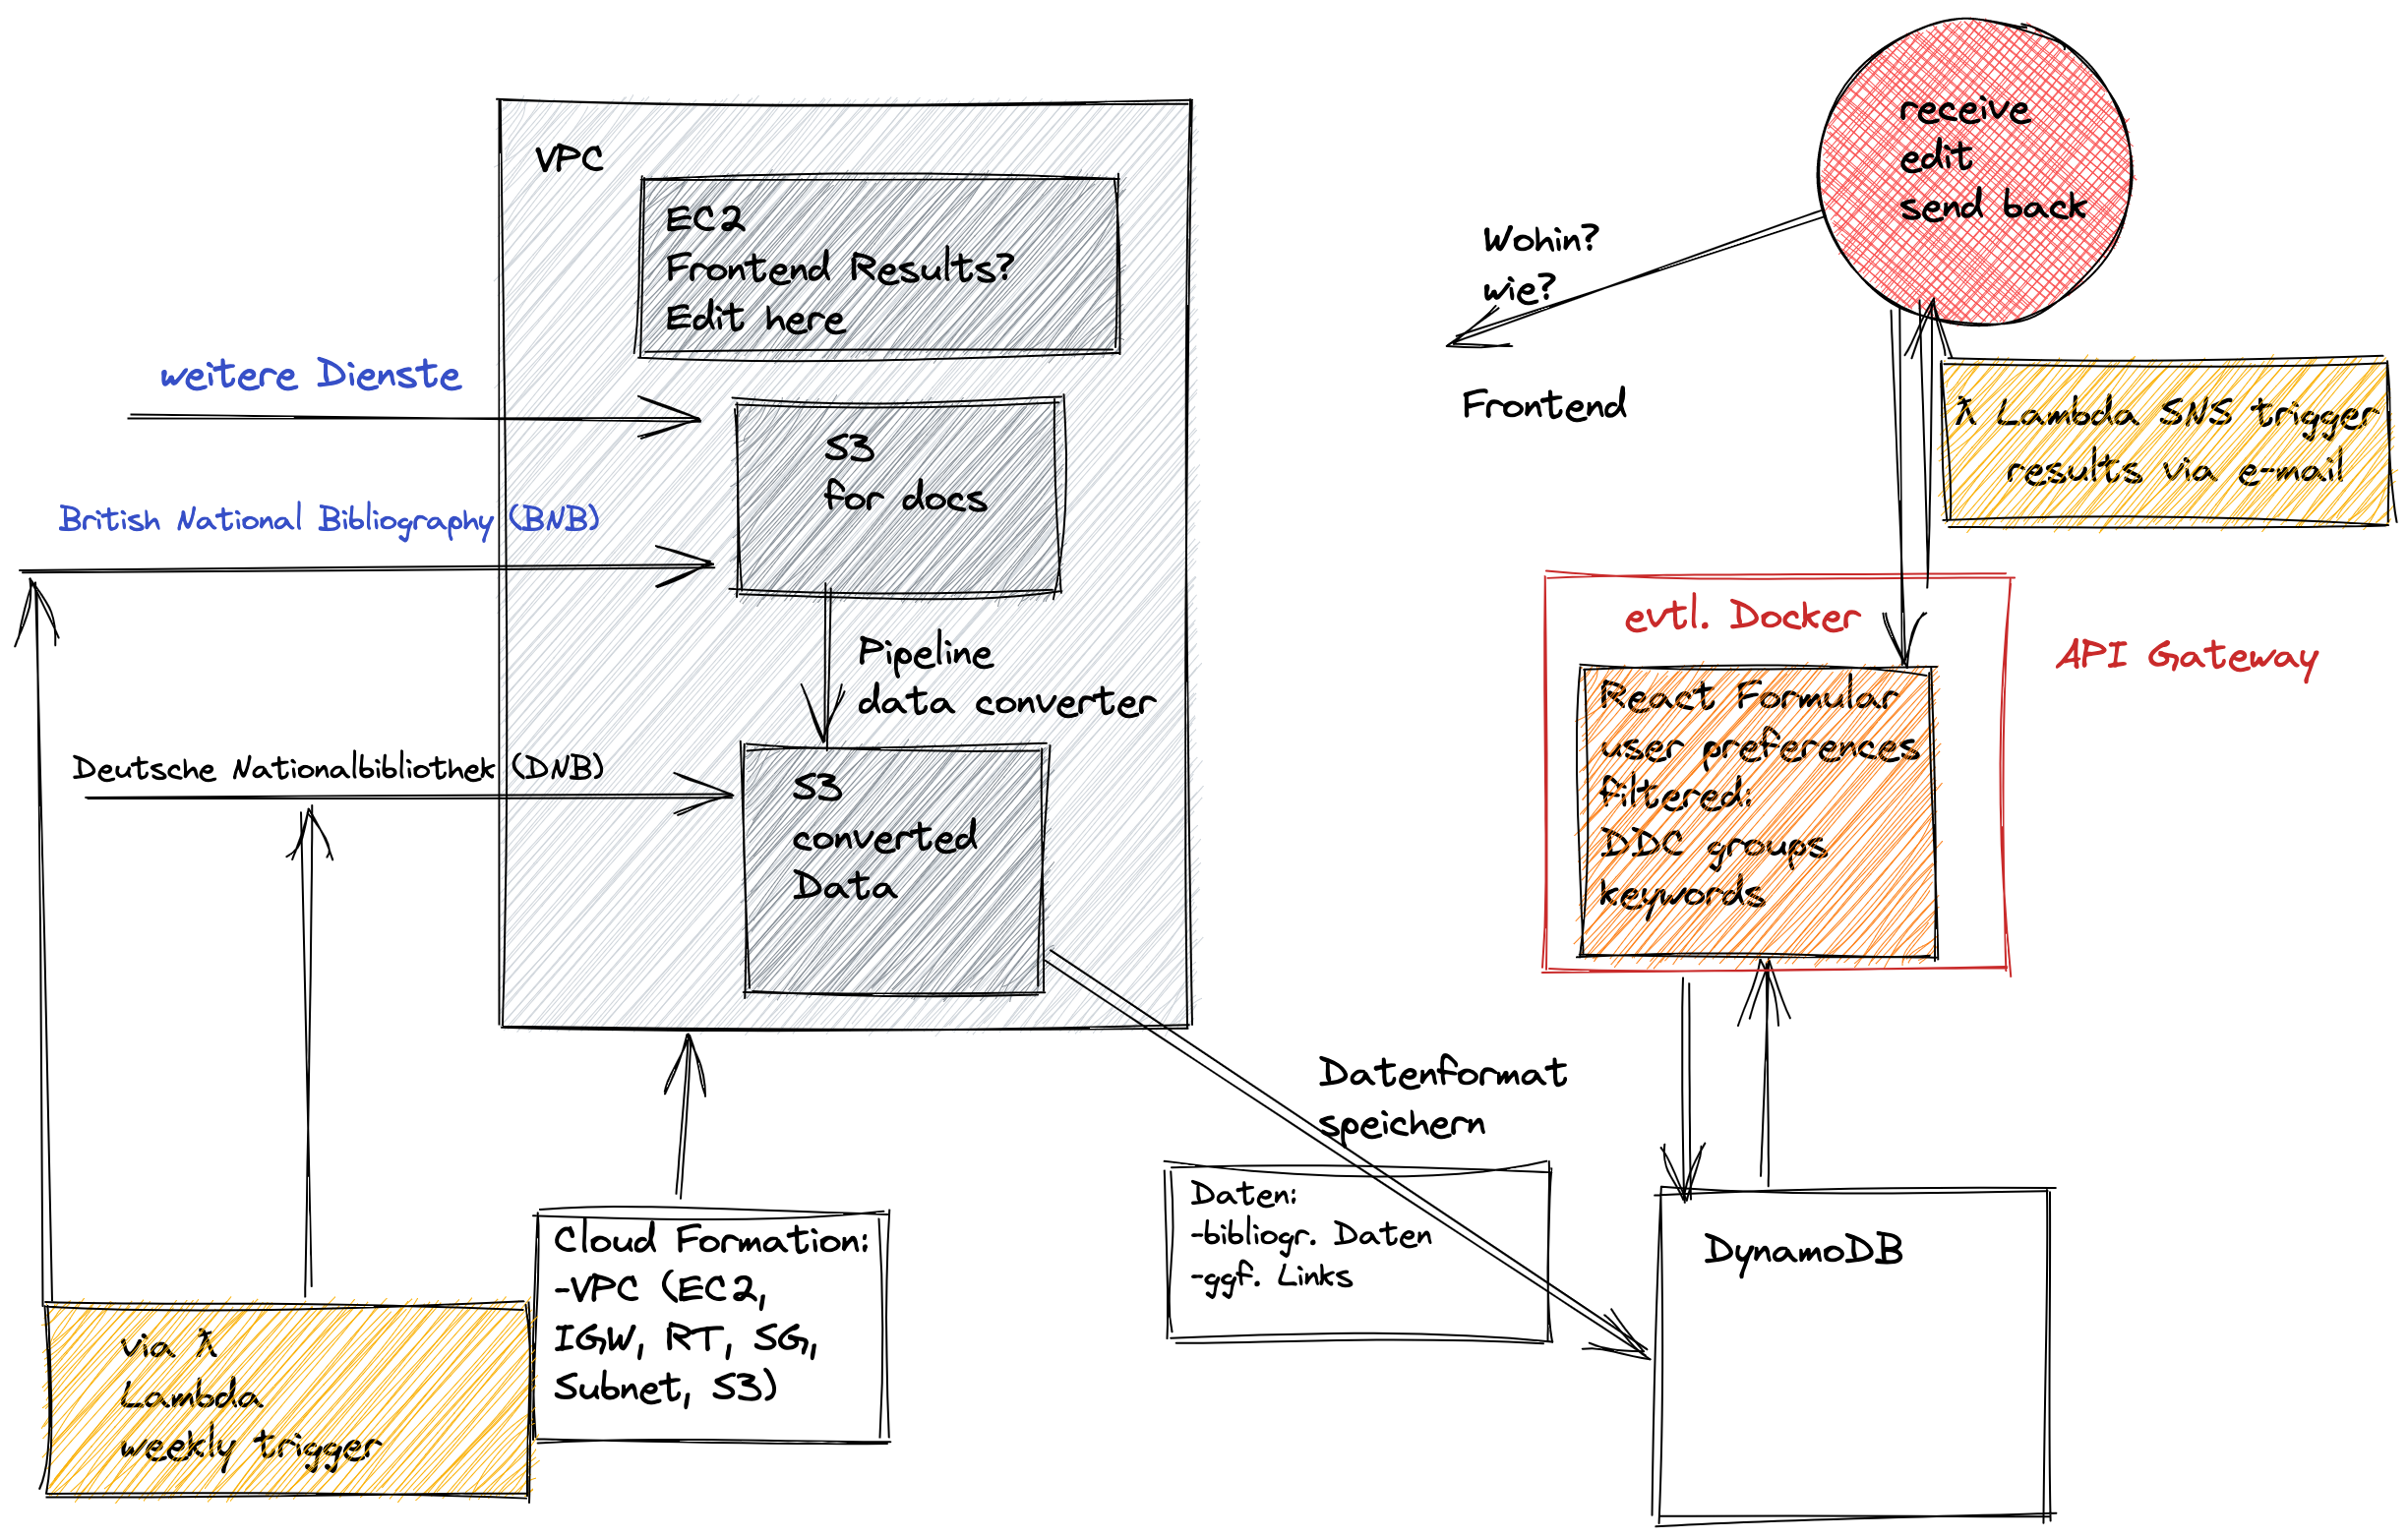 VPC
EC2
Frontend Results?
Edit here
weitere Dienste
S3
for docs
British National Bibliography (BNB)
Pipeline
data converter
Deutsche Nationalbibliothek (DNB)
S3
converted
Data
receive
edit
send back
Wohin?
wie?
Frontend
λ Lambda SNS trigger
results via e-mail
evtl. Docker
API Gateway
React Formular
user preferences
filtered:
DDC groups
keywords
Datenformat
speichern
Daten:
-bibliogr. Daten
-ggf. Links
DynamoDB
Cloud Formation:
-VPC (EC2,
IGW, RT, SG,
Subnet, S3)
via λ
Lambda
weekly trigger